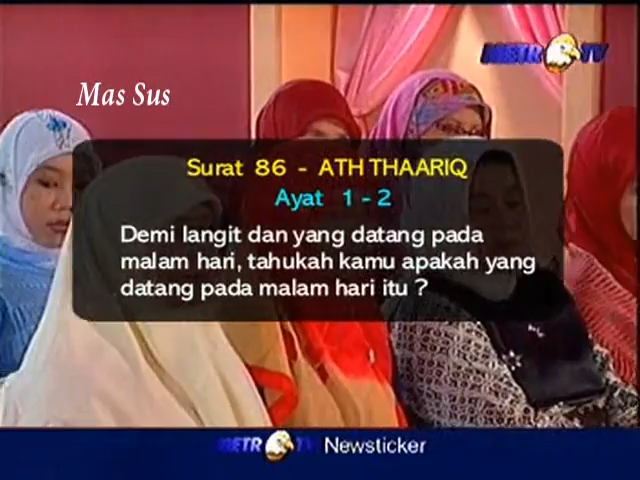 METRO TV
Mas Sus
Surat 86 - ATH THAARIQ
Ayat 1 - 2
Demi langit dan yang datang pada
malam hari, tahukah kamu apakah yang
datang pada malam hari itu ?
METRO TV Newsticker